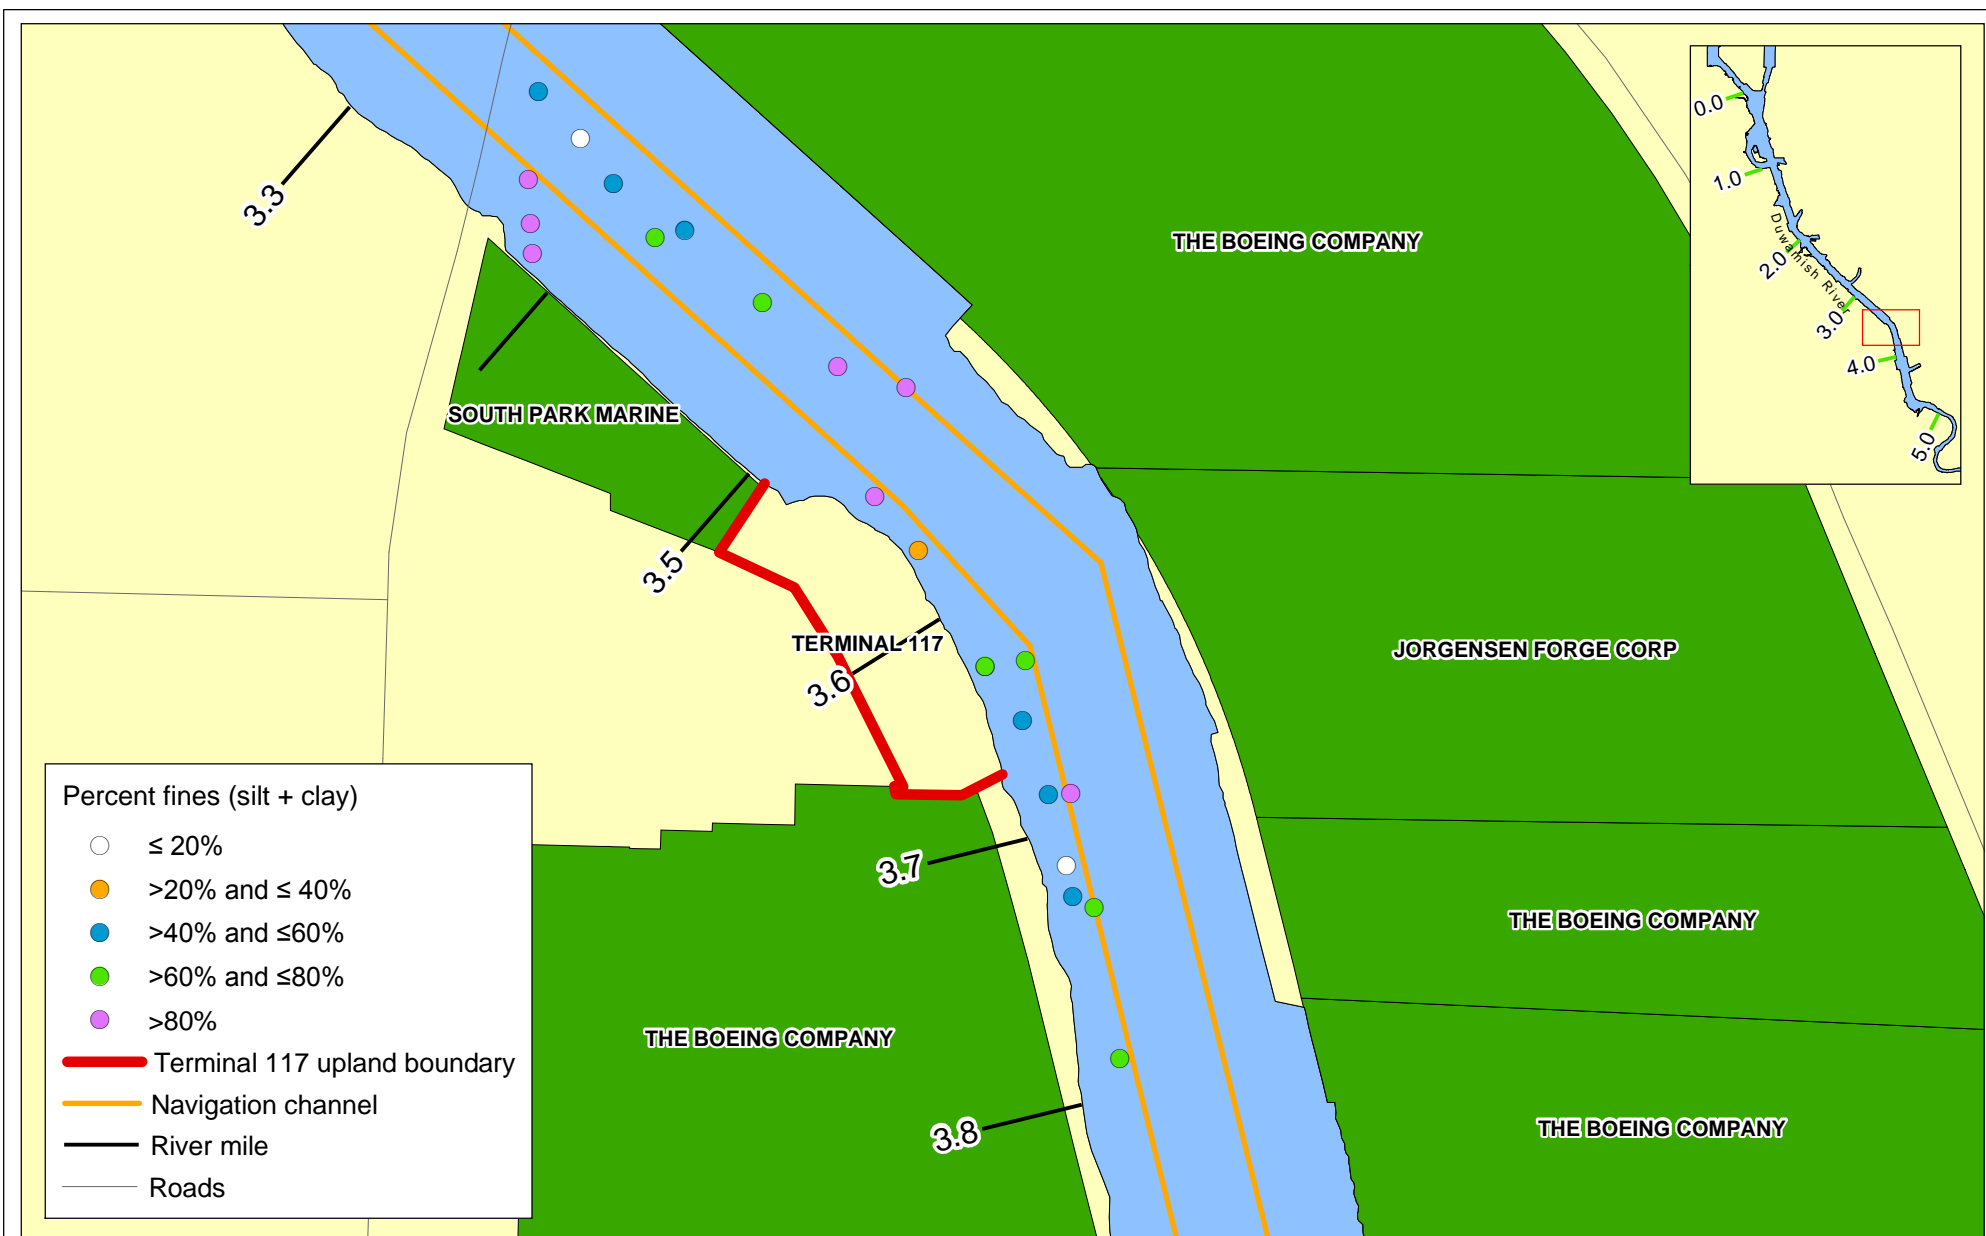 3.3
THE BOEING COMPANY
0.0
1.0
2.0
Duwamish River
3.0
4.0
5.0
SOUTH PARK MARINE
3.5
TERMINAL 117
3.6
JORGENSEN FORGE CORP
3.7
THE BOEING COMPANY
THE BOEING COMPANY
3.8
THE BOEING COMPANY
Percent fines (silt + clay)
≤ 20%
>20% and ≤ 40%
>40% and ≤60%
>60% and ≤80%
>80%
Terminal 117 upland boundary
Navigation channel
River mile
Roads